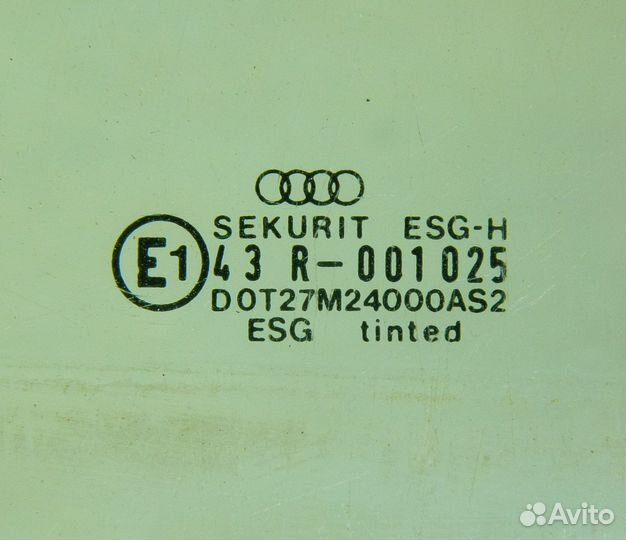 SEKURIT ESG-H
E1 43 R-001025
DOT27M24000AS2
ESG tinted
Avito